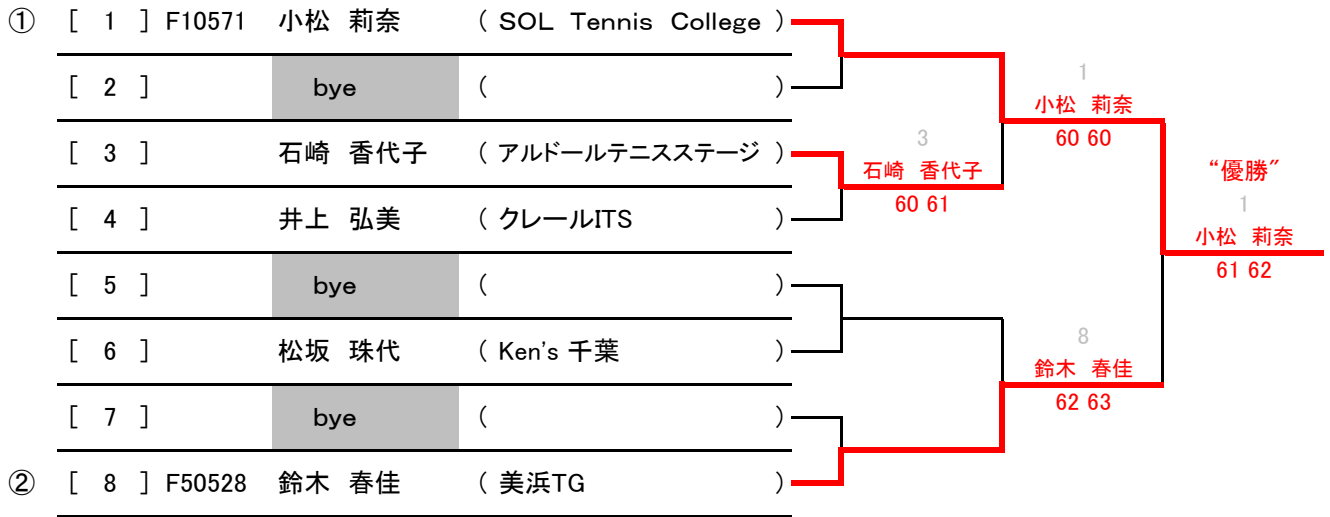 ① [ 1 ] F10571 小松 莉奈 ( SOL Tennis College )
[ 2 ] bye ( )
1
小松 莉奈
60 60
[ 3 ] 石崎 香代子 ( アルドールテニスステージ )
3
石崎 香代子
60 61
“優勝”
1
小松 莉奈
61 62
[ 4 ] 井上 弘美 ( クレールITS )
[ 5 ] bye ( )
[ 6 ] 松坂 珠代 ( Ken's 千葉 )
8
鈴木 春佳
62 63
[ 7 ] bye ( )
② [ 8 ] F50528 鈴木 春佳 ( 美浜TG )